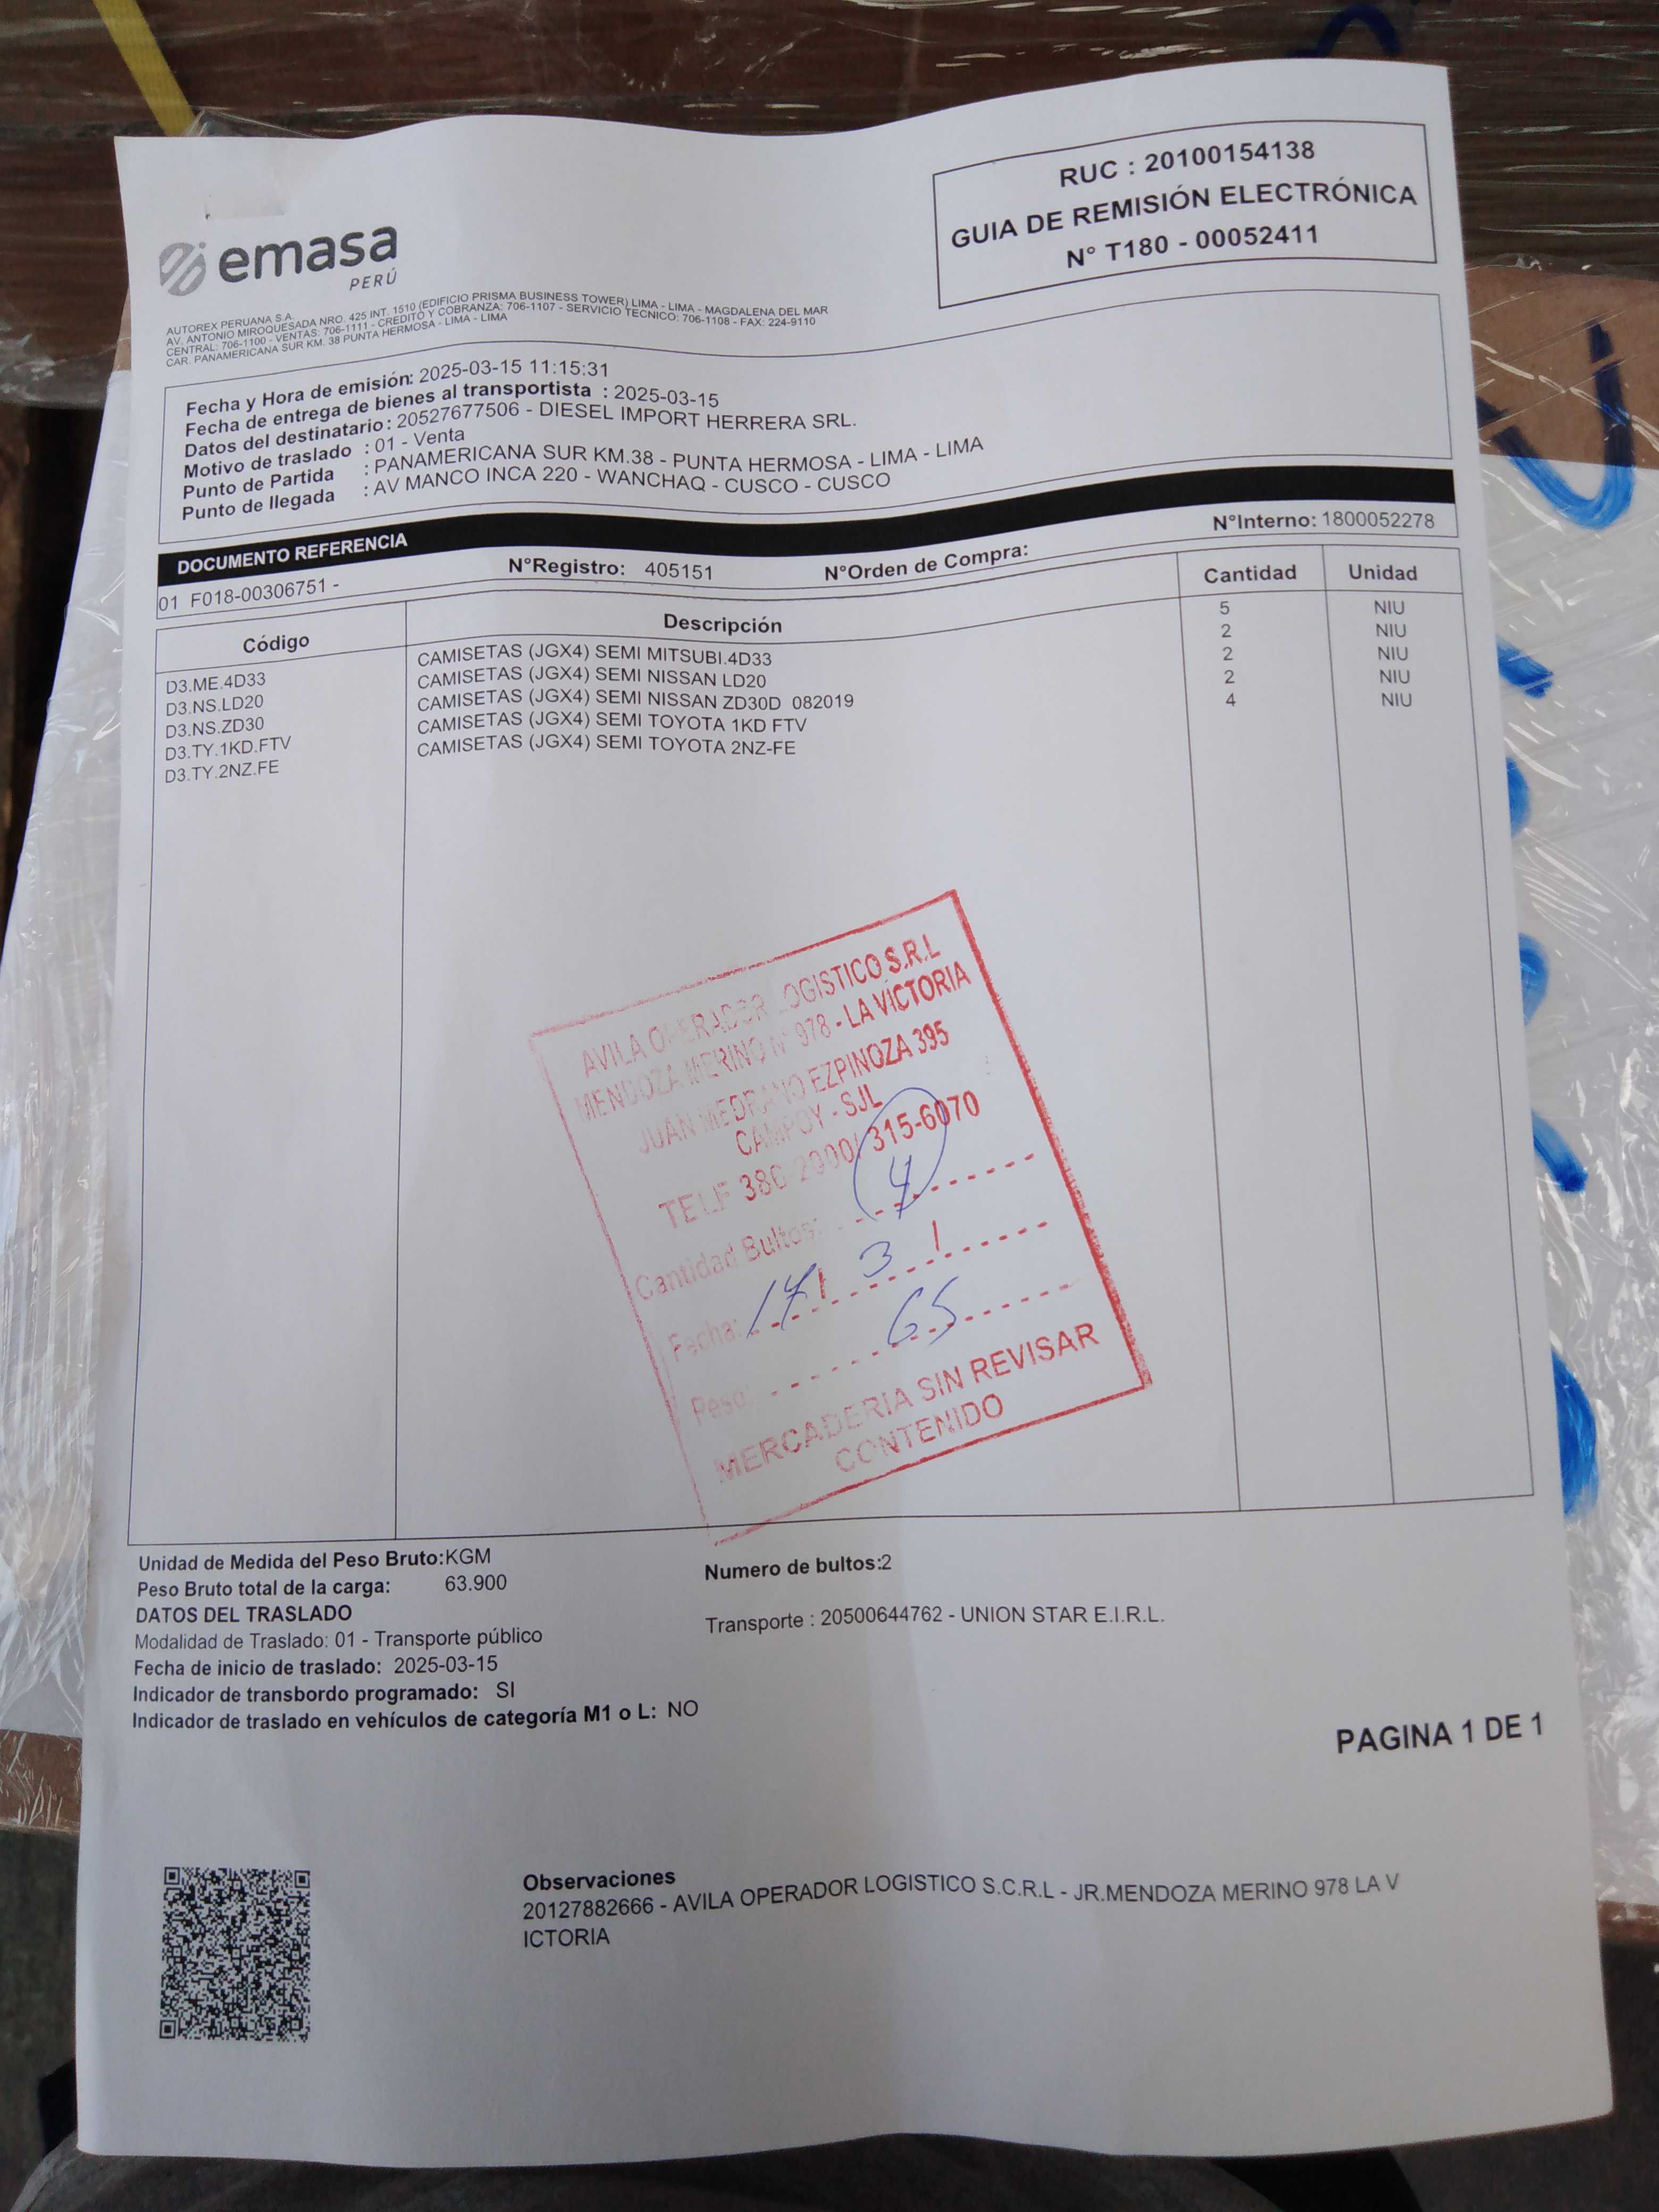 RUC : 20100154138
GUIA DE REMISIÓN ELECTRÓNICA
N° T180 - 00052411
emasa
PERÚ
AUTOREX PERUANA S.A.
AV. ANTONIO MIROQUESADA NRO. 425 INT. 1510 (EDIFICIO PRISMA BUSINESS TOWER) LIMA - LIMA - MAGDALENA DEL MAR
CENTRAL: 706-1100 - VENTAS: 706-1111 - CREDITO Y COBRANZA: 706-1107 - SERVICIO TECNICO: 706-1108 - FAX: 224-9110
CAR. PANAMERICANA SUR KM. 38 PUNTA HERMOSA - LIMA - LIMA
Fecha y Hora de emisión: 2025-03-15 11:15:31
Fecha de entrega de bienes al transportista : 2025-03-15
Datos del destinatario : 20527677506 - DIESEL IMPORT HERRERA SRL.
Motivo de traslado : 01 - Venta
Punto de Partida : PANAMERICANA SUR KM.38 - PUNTA HERMOSA - LIMA - LIMA
Punto de llegada : AV MANCO INCA 220 - WANCHAQ - CUSCO - CUSCO
DOCUMENTO REFERENCIA
01 F018-00306751 - N°Registro: 405151 N°Orden de Compra: N°Interno: 1800052278
Código Descripción Cantidad Unidad
D3.ME.4D33 CAMISETAS (JGX4) SEMI MITSUBI.4D33 5 NIU
D3.NS.LD20 CAMISETAS (JGX4) SEMI NISSAN LD20 2 NIU
D3.NS.ZD30 CAMISETAS (JGX4) SEMI NISSAN ZD30D 082019 2 NIU
D3.TY.1KD.FTV CAMISETAS (JGX4) SEMI TOYOTA 1KD FTV 2 NIU
D3.TY.2NZ.FE CAMISETAS (JGX4) SEMI TOYOTA 2NZ-FE 4 NIU
AVILA OPERADOR LOGISTICO S.R.L
MENDOZA MERINO N° 978 - LA VICTORIA
JUAN MEDRANO EZPINOZA 395
CAMPOY - SJL
TELF 386-2000/ 315-6070
Cantidad Bultos: 4
Fecha: 17 / 3 /
Peso: 65
MERCADERIA SIN REVISAR
CONTENIDO
Unidad de Medida del Peso Bruto:KGM
Peso Bruto total de la carga: 63.900
Numero de bultos:2
DATOS DEL TRASLADO
Modalidad de Traslado: 01 - Transporte público
Transporte : 20500644762 - UNION STAR E.I.R.L.
Fecha de inicio de traslado: 2025-03-15
Indicador de transbordo programado: SI
Indicador de traslado en vehículos de categoría M1 o L: NO
PAGINA 1 DE 1
Observaciones
20127882666 - AVILA OPERADOR LOGISTICO S.C.R.L - JR.MENDOZA MERINO 978 LA V
ICTORIA